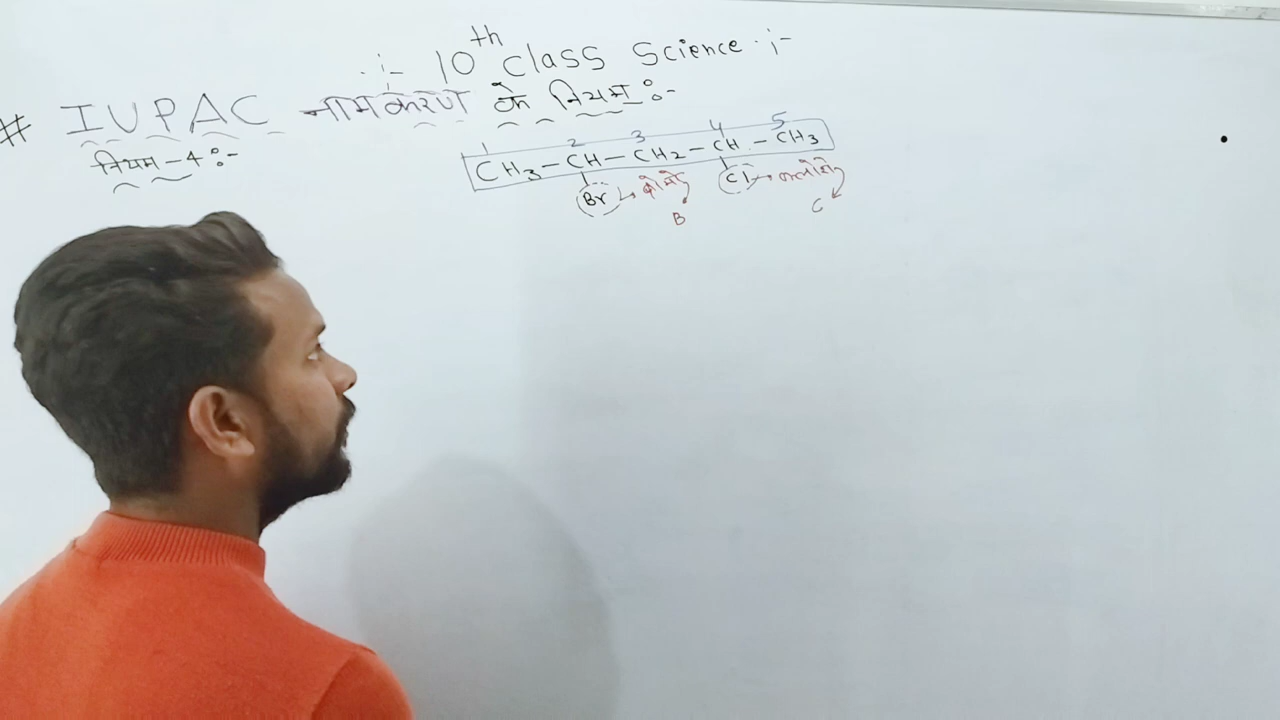 :- 10th class Science :-
# IUPAC नामकरण के नियम :-
नियम - 4 :-
1 2 3 4 5
CH3 - CH - CH2 - CH - CH3
Br → ब्रोमो Cl → क्लोरो
B C